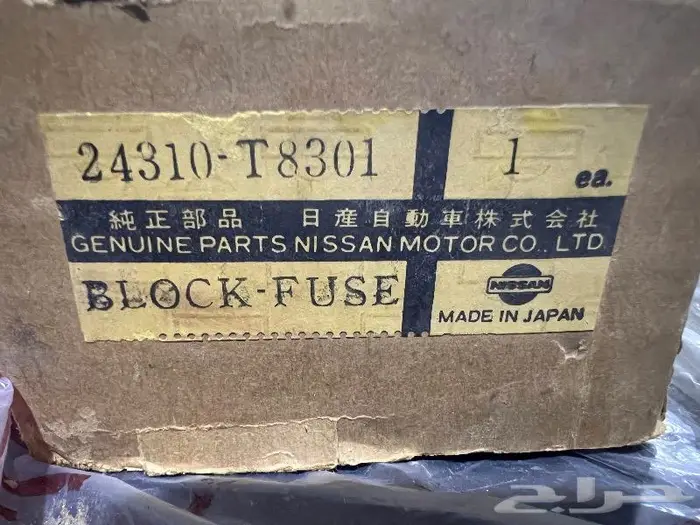 24310-T8301 1 ea.
純正部品 日産自動車株式会社
GENUINE PARTS NISSAN MOTOR CO., LTD.
BLOCK-FUSE NISSAN
MADE IN JAPAN
حراج